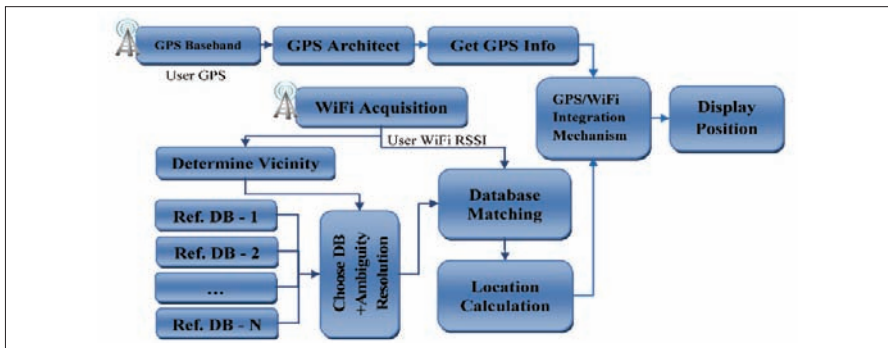 GPS Baseband
GPS Architect
Get GPS Info
User GPS
WiFi Acquisition
GPS/WiFi
Integration
Mechanism
Display
Position
User WiFi RSSI
Determine Vicinity
Database
Matching
Ref. DB - 1
Ref. DB - 2
...
Ref. DB - N
Choose DB
+Ambiguity
Resolution
Location
Calculation